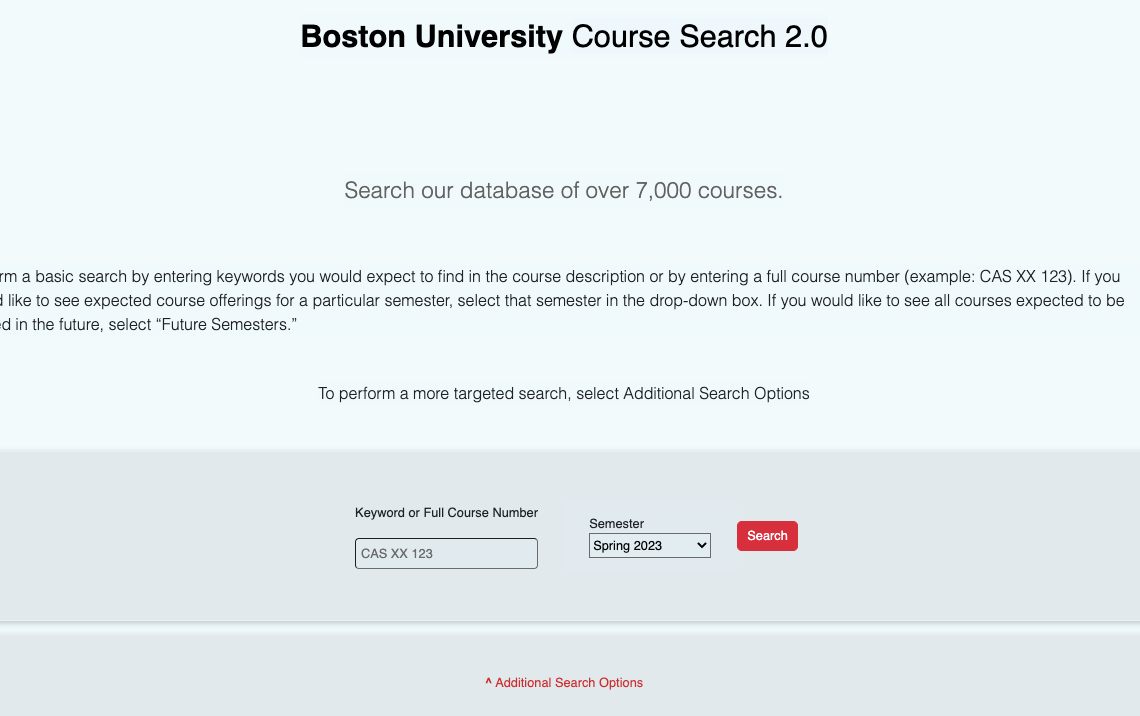 Boston University Course Search 2.0
Search our database of over 7,000 courses.
a basic search by entering keywords you would expect to find in the course description or by entering a full course number (example: CAS XX 123). If you
like to see expected course offerings for a particular semester, select that semester in the drop-down box. If you would like to see all courses expected to be
in the future, select “Future Semesters.”
To perform a more targeted search, select Additional Search Options
Keyword or Full Course Number
Semester
CAS XX 123
Spring 2023
Search
^ Additional Search Options